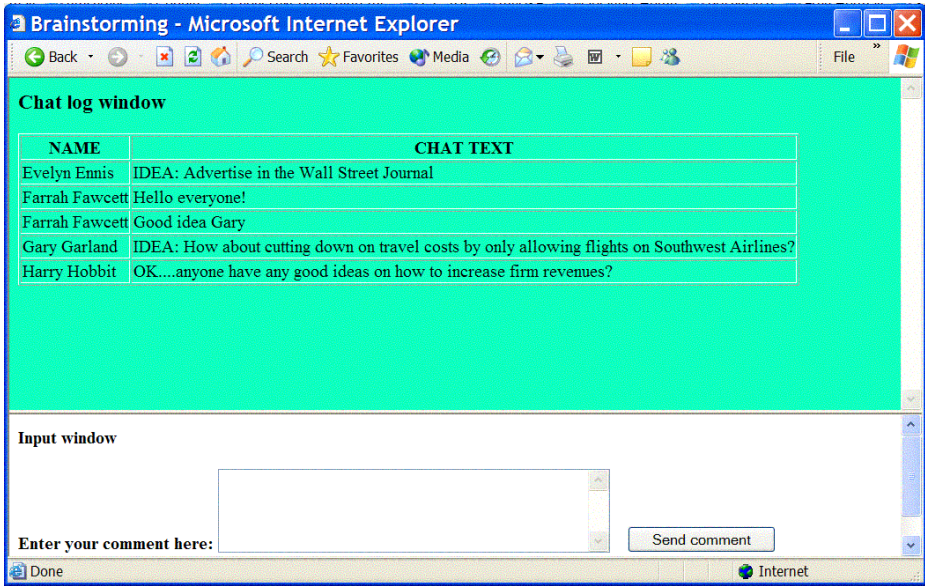 Brainstorming - Microsoft Internet Explorer
Back Search Favorites Media W File »
Chat log window
NAME CHAT TEXT
Evelyn Ennis IDEA: Advertise in the Wall Street Journal
Farrah Fawcett Hello everyone!
Farrah Fawcett Good idea Gary
Gary Garland IDEA: How about cutting down on travel costs by only allowing flights on Southwest Airlines?
Harry Hobbit OK....anyone have any good ideas on how to increase firm revenues?
Input window
Enter your comment here: Send comment
Done Internet